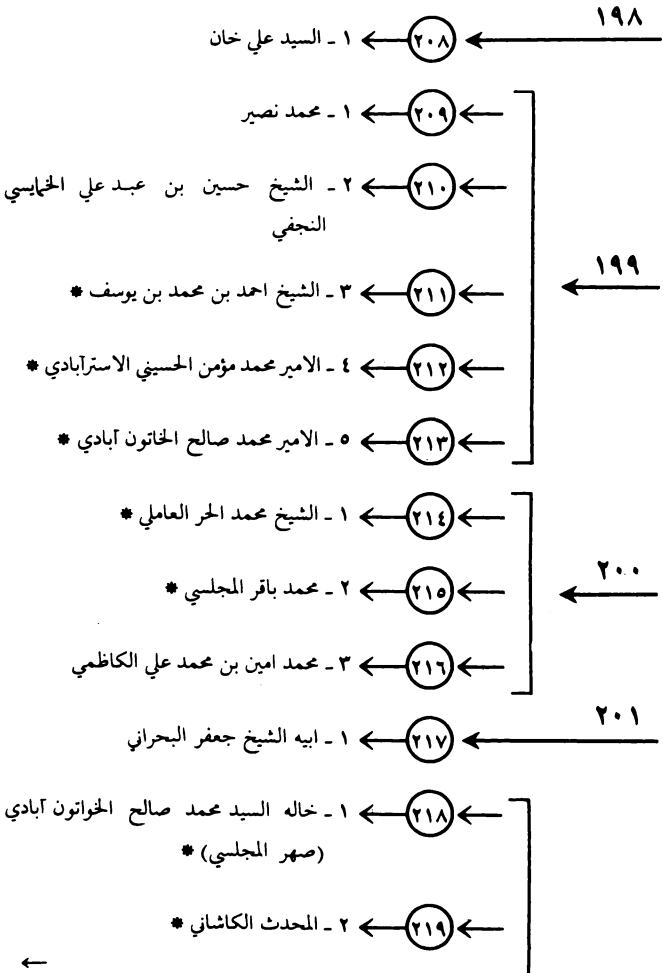 ١٩٨
٢٠٨ ١ ـ السيد علي خان
٢٠٩ ١ ـ محمد نصير
٢١٠ ٢ ـ الشيخ حسين بن عبد علي الخمايسي
النجفي
١٩٩
٢١١ ٣ ـ الشيخ احمد بن محمد بن يوسف *
٢١٢ ٤ ـ الامير محمد مؤمن الحسيني الاسترآبادي *
٢١٣ ٥ ـ الامير محمد صالح الخاتون آبادي *
٢١٤ ١ ـ الشيخ محمد الحر العاملي *
٢٠٠
٢١٥ ٢ ـ محمد باقر المجلسي *
٢١٦ ٣ ـ محمد امين بن محمد علي الكاظمي
٢٠١
٢١٧ ١ ـ ابيه الشيخ جعفر البحراني
٢١٨ ١ ـ خاله السيد محمد صالح الخواتون آبادي
(صهر المجلسي) *
٢١٩ ٢ ـ المحدث الكاشاني *